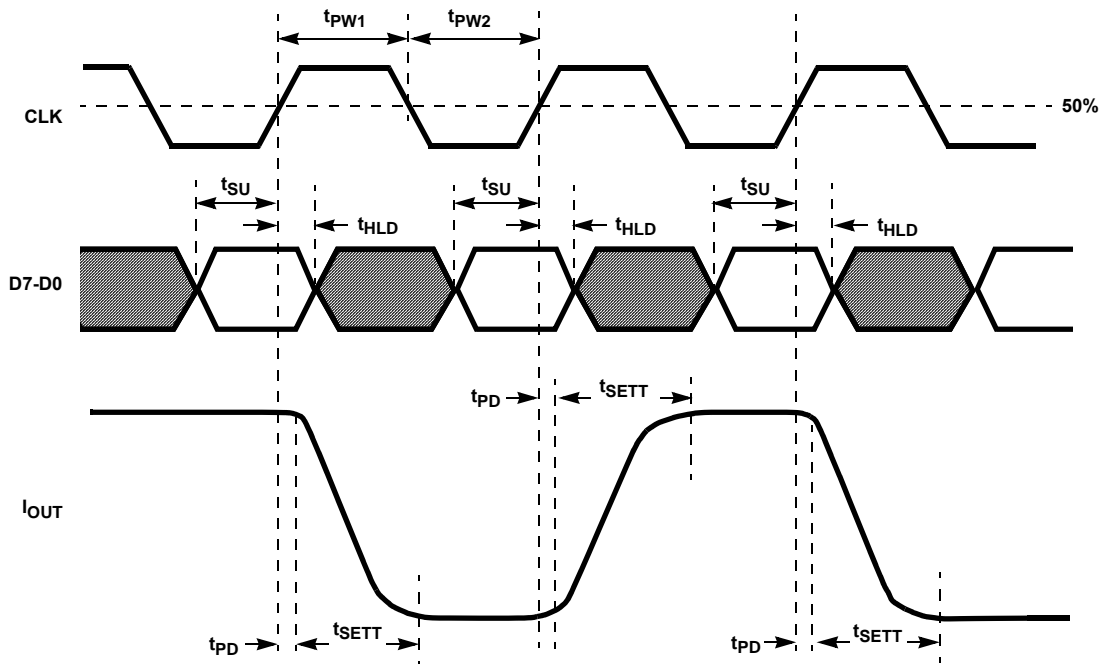 tPW1 tPW2
CLK
50%
tSU tSU tSU
tHLD tHLD tHLD
D7-D0
tPD tSETT
IOUT
tPD tSETT tPD tSETT